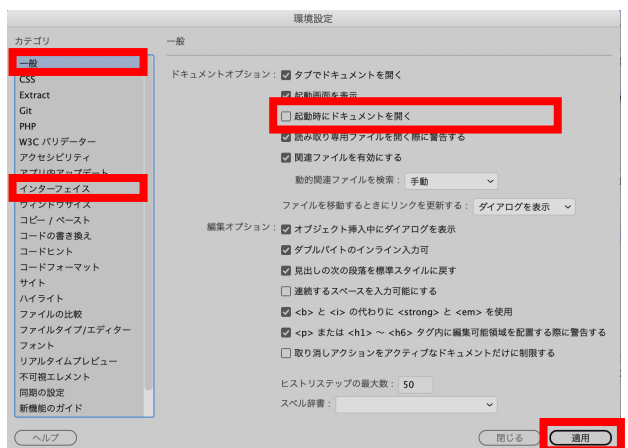 環境設定
カテゴリ
一般
一般
CSS
Extract
Git
PHP
W3C バリデーター
アクセシビリティ
アプリ内アップデート
インターフェイス
ウィンドウサイズ
コピー / ペースト
コードの書き換え
コードヒント
コードフォーマット
サイト
ハイライト
ファイルの比較
ファイルタイプ/エディター
フォント
リアルタイムプレビュー
不可視エレメント
同期の設定
新機能のガイド
ドキュメントオプション : タブでドキュメントを開く
起動画面を表示
起動時にドキュメントを開く
読み取り専用ファイルを開く際に警告する
関連ファイルを有効にする
動的関連ファイルを検索 : 手動
ファイルを移動するときにリンクを更新する : ダイアログを表示
編集オプション : オブジェクト挿入中にダイアログを表示
ダブルバイトのインライン入力可
見出しの次の段落を標準スタイルに戻す
連続するスペースを入力可能にする
<b> と <i> の代わりに <strong> と <em> を使用
<p> または <h1> ～ <h6> タグ内に編集可能領域を配置する際に警告する
取り消しアクションをアクティブなドキュメントだけに制限する
ヒストリステップの最大数 : 50
スペル辞書 :
ヘルプ
閉じる
適用